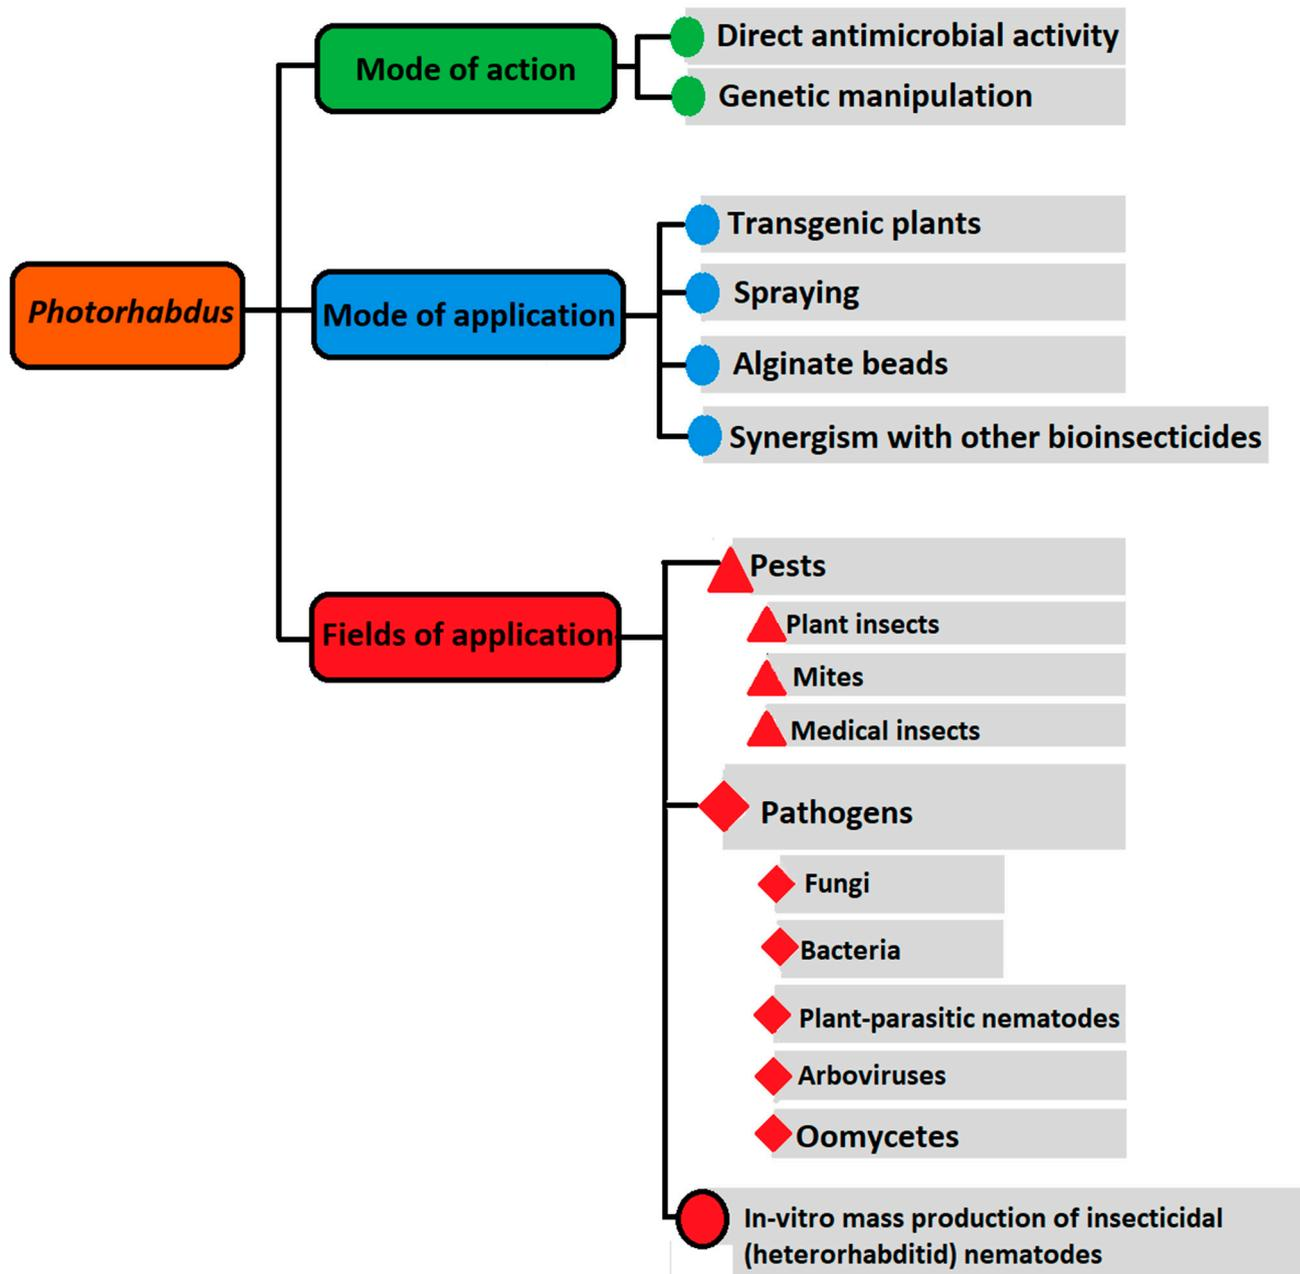 Photorhabdus
Mode of action
Direct antimicrobial activity
Genetic manipulation
Mode of application
Transgenic plants
Spraying
Alginate beads
Synergism with other bioinsecticides
Fields of application
Pests
Plant insects
Mites
Medical insects
Pathogens
Fungi
Bacteria
Plant-parasitic nematodes
Arboviruses
Oomycetes
In-vitro mass production of insecticidal
(heterorhabditid) nematodes